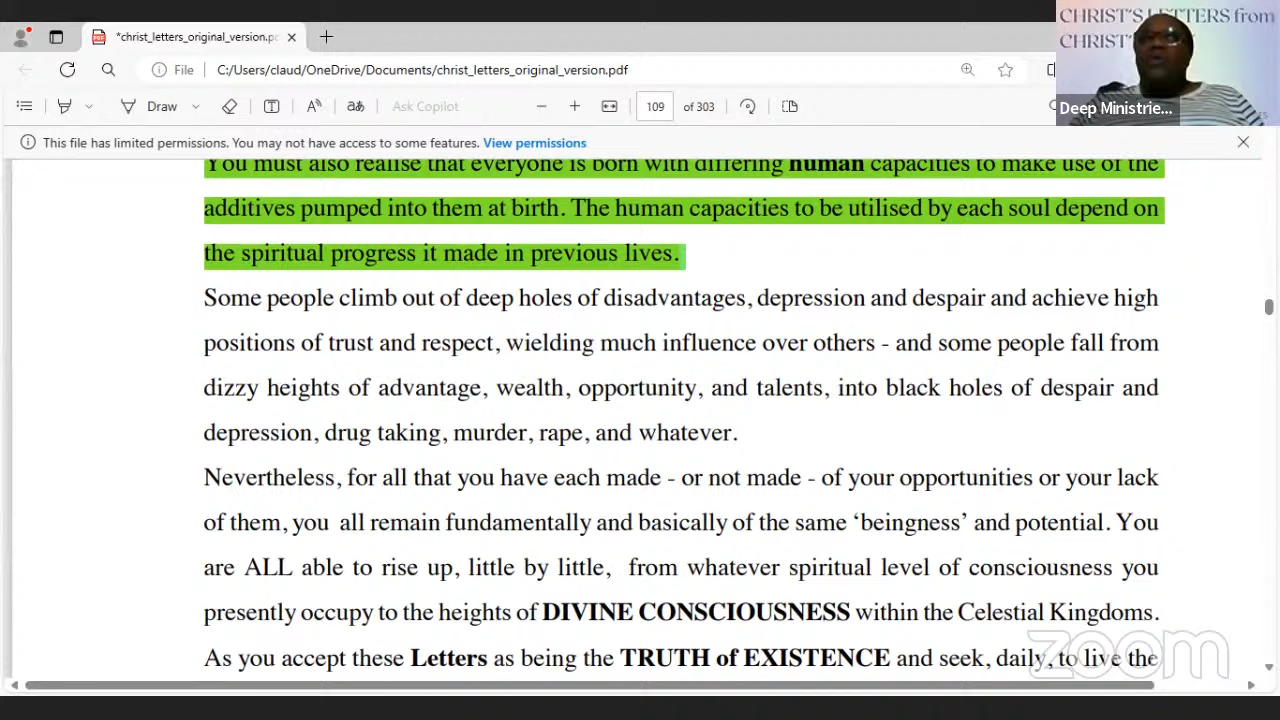 *christ_letters_original_version.p
CHRIST'S LETTERS from
CHRIST'
File C:/Users/claud/OneDrive/Documents/christ_letters_original_version.pdf
Draw
Ask Copilot
109 of 303
Deep Ministrie...
This file has limited permissions. You may not have access to some features. View permissions
You must also realise that everyone is born with differing human capacities to make use of the
additives pumped into them at birth. The human capacities to be utilised by each soul depend on
the spiritual progress it made in previous lives.
Some people climb out of deep holes of disadvantages, depression and despair and achieve high
positions of trust and respect, wielding much influence over others - and some people fall from
dizzy heights of advantage, wealth, opportunity, and talents, into black holes of despair and
depression, drug taking, murder, rape, and whatever.
Nevertheless, for all that you have each made - or not made - of your opportunities or your lack
of them, you all remain fundamentally and basically of the same ‘beingness’ and potential. You
are ALL able to rise up, little by little, from whatever spiritual level of consciousness you
presently occupy to the heights of DIVINE CONSCIOUSNESS within the Celestial Kingdoms.
As you accept these Letters as being the TRUTH of EXISTENCE and seek, daily, to live the
zoom